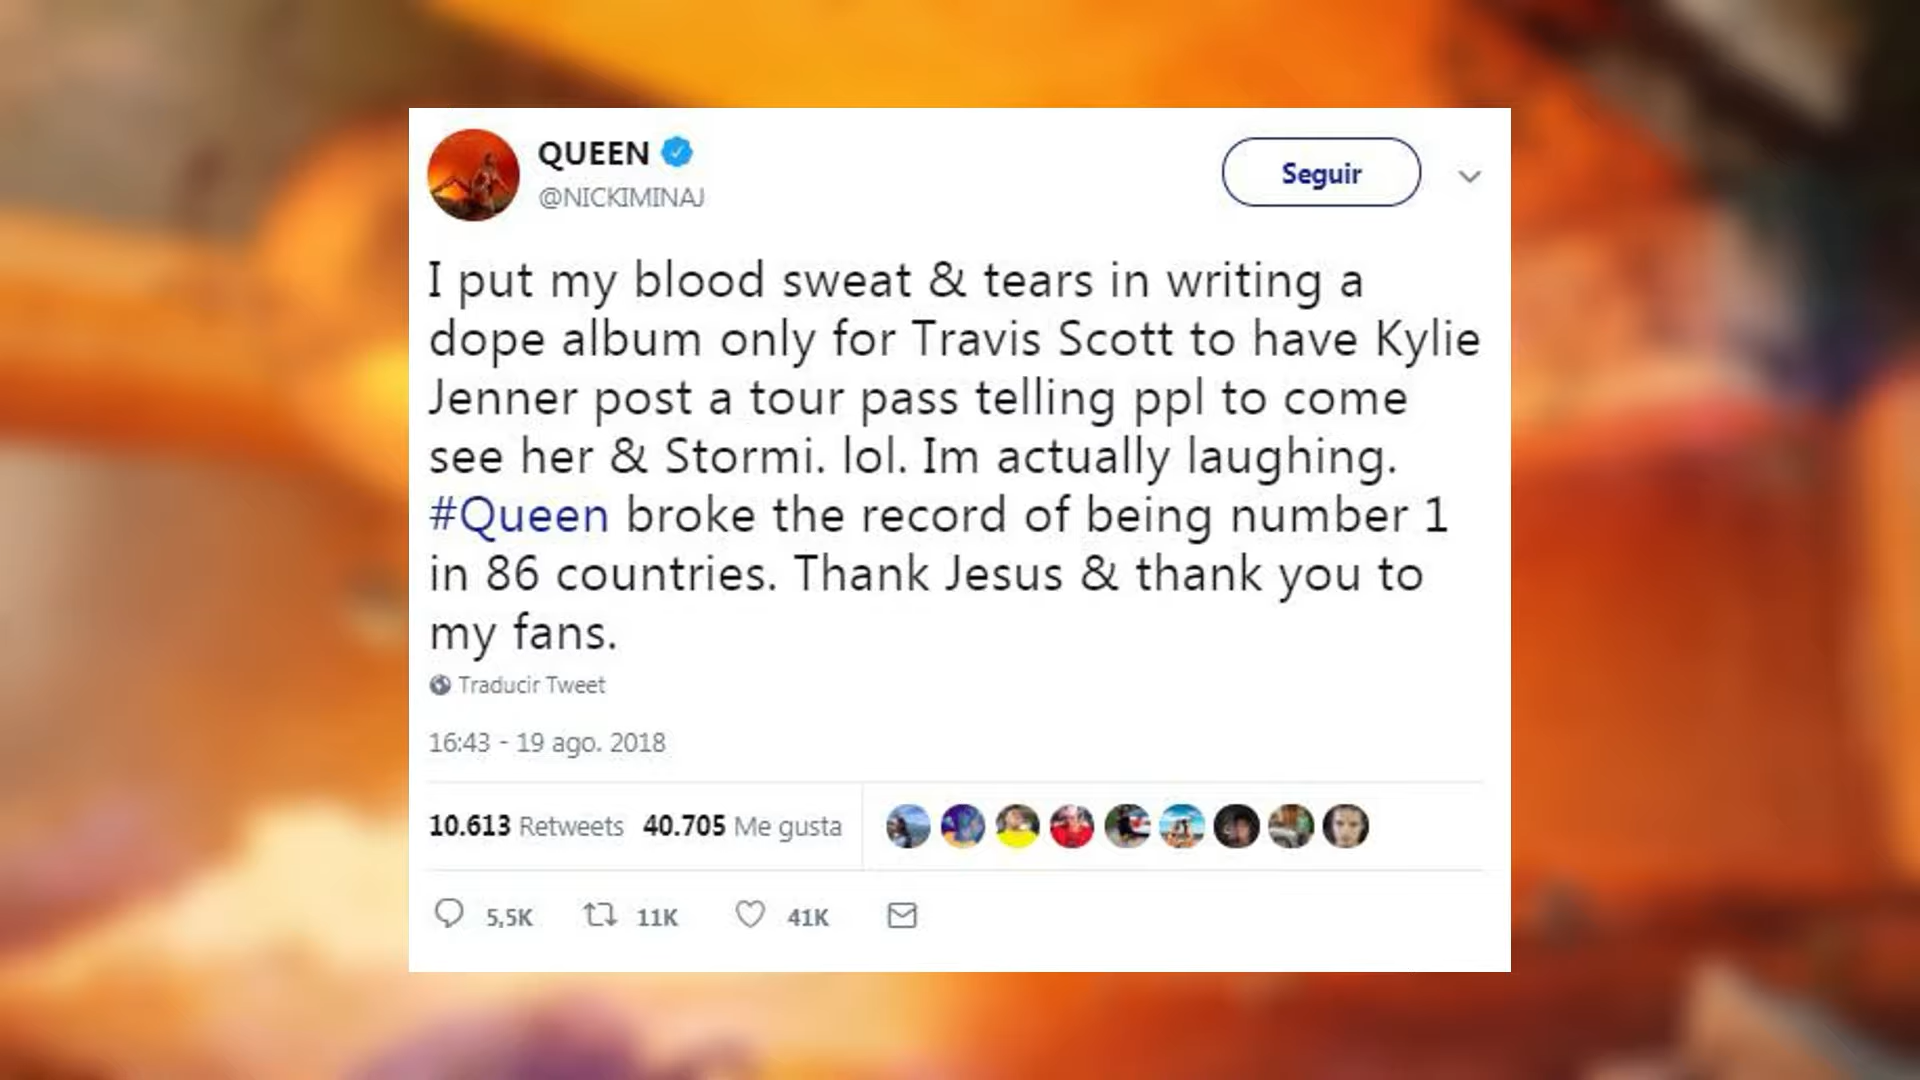 QUEEN
@NICKIMINAJ
Seguir
I put my blood sweat & tears in writing a
dope album only for Travis Scott to have Kylie
Jenner post a tour pass telling ppl to come
see her & Stormi. lol. Im actually laughing.
#Queen broke the record of being number 1
in 86 countries. Thank Jesus & thank you to
my fans.
Traducir Tweet
16:43 - 19 ago. 2018
10.613 Retweets 40.705 Me gusta
5,5K 11K 41K